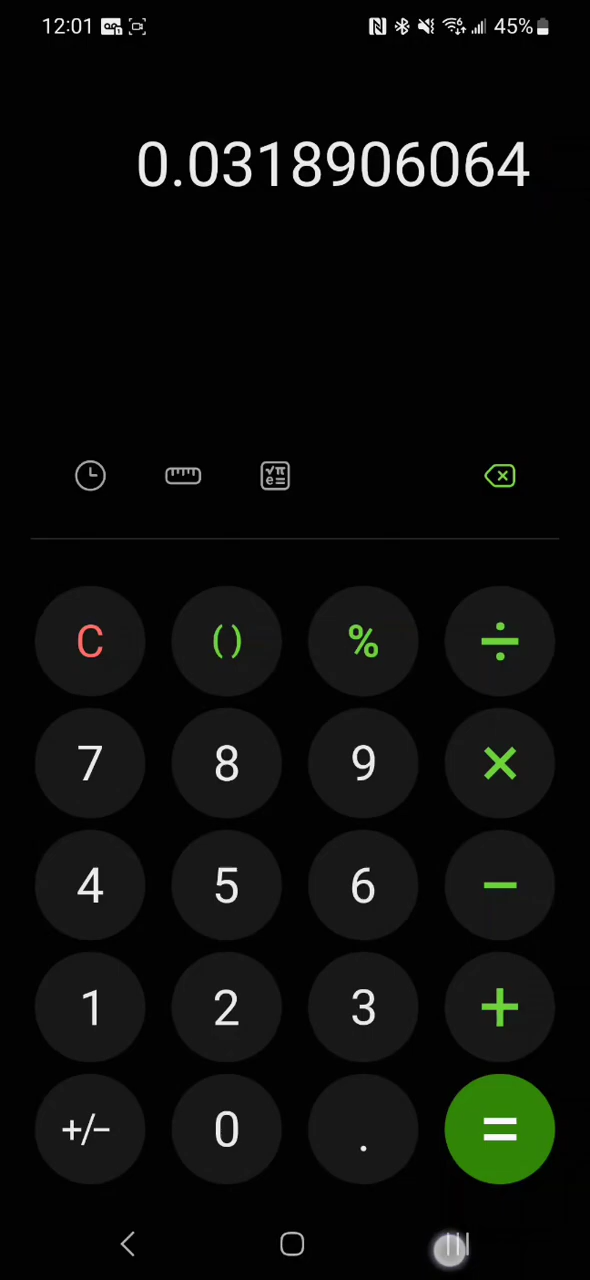 12:01 45%
0.0318906064
C () % ÷
7 8 9 ×
4 5 6 −
1 2 3 +
+/− 0 . =